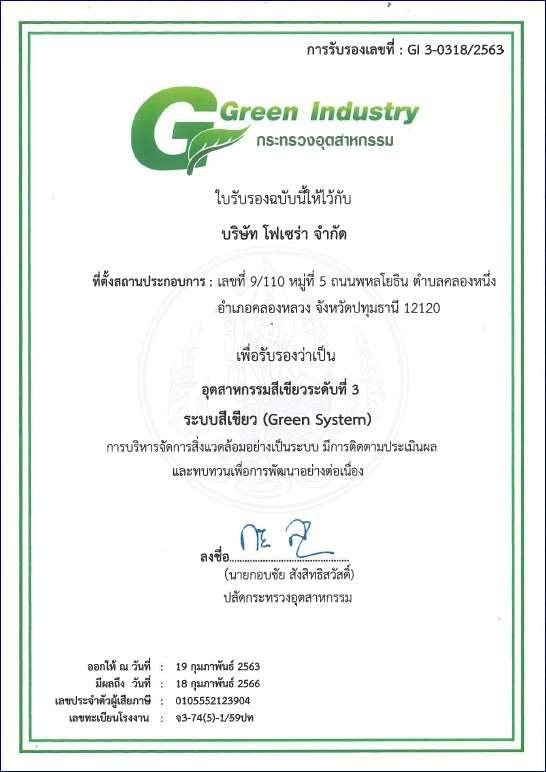 การรับรองเลขที่ : GI 3-0318/2563
Green Industry
กระทรวงอุตสาหกรรม
ใบรับรองฉบับนี้ให้ไว้กับ
บริษัท โฟเซร่า จำกัด
ที่ตั้งสถานประกอบการ : เลขที่ 9/110 หมู่ที่ 5 ถนนพหลโยธิน ตำบลคลองหนึ่ง
อำเภอคลองหลวง จังหวัดปทุมธานี 12120
เพื่อรับรองว่าเป็น
อุตสาหกรรมสีเขียวระดับที่ 3
ระบบสีเขียว (Green System)
การบริหารจัดการสิ่งแวดล้อมอย่างเป็นระบบ มีการติดตามประเมินผล
และทบทวนเพื่อการพัฒนาอย่างต่อเนื่อง
ลงชื่อ
(นายกอบชัย สังสิทธิสวัสดิ์)
ปลัดกระทรวงอุตสาหกรรม
ออกให้ ณ วันที่ : 19 กุมภาพันธ์ 2563
มีผลถึง วันที่ : 18 กุมภาพันธ์ 2566
เลขประจำตัวผู้เสียภาษี : 0105552123904
เลขทะเบียนโรงงาน : จ3-74(5)-1/59ปท